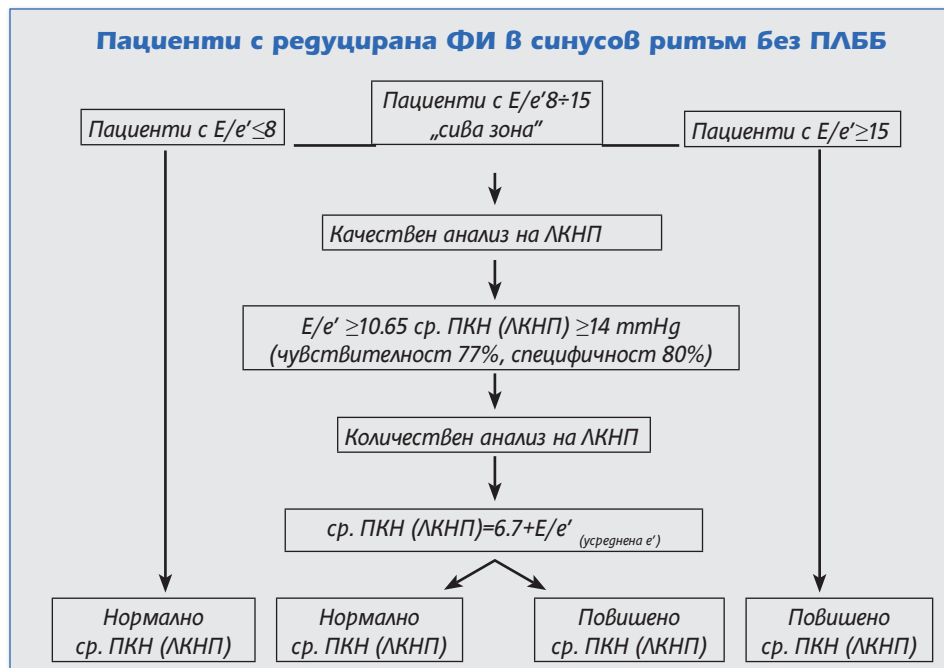 Пациенти с редуцирана ФИ в синусов ритъм без ПЛББ
Пациенти с E/e’8÷15
„сива зона”
Пациенти с E/e’≤8
Пациенти с E/e’≥15
Качествен анализ на ЛКНП
E/e’ ≥10.65 ср. ПКН (ЛКНП) ≥14 mmHg
(чувствителност 77%, специфичност 80%)
Количествен анализ на ЛКНП
ср. ПКН (ЛКНП)=6.7+E/e’ (усреднена e’)
Нормално
ср. ПКН (ЛКНП)
Нормално
ср. ПКН (ЛКНП)
Повишено
ср. ПКН (ЛКНП)
Повишено
ср. ПКН (ЛКНП)